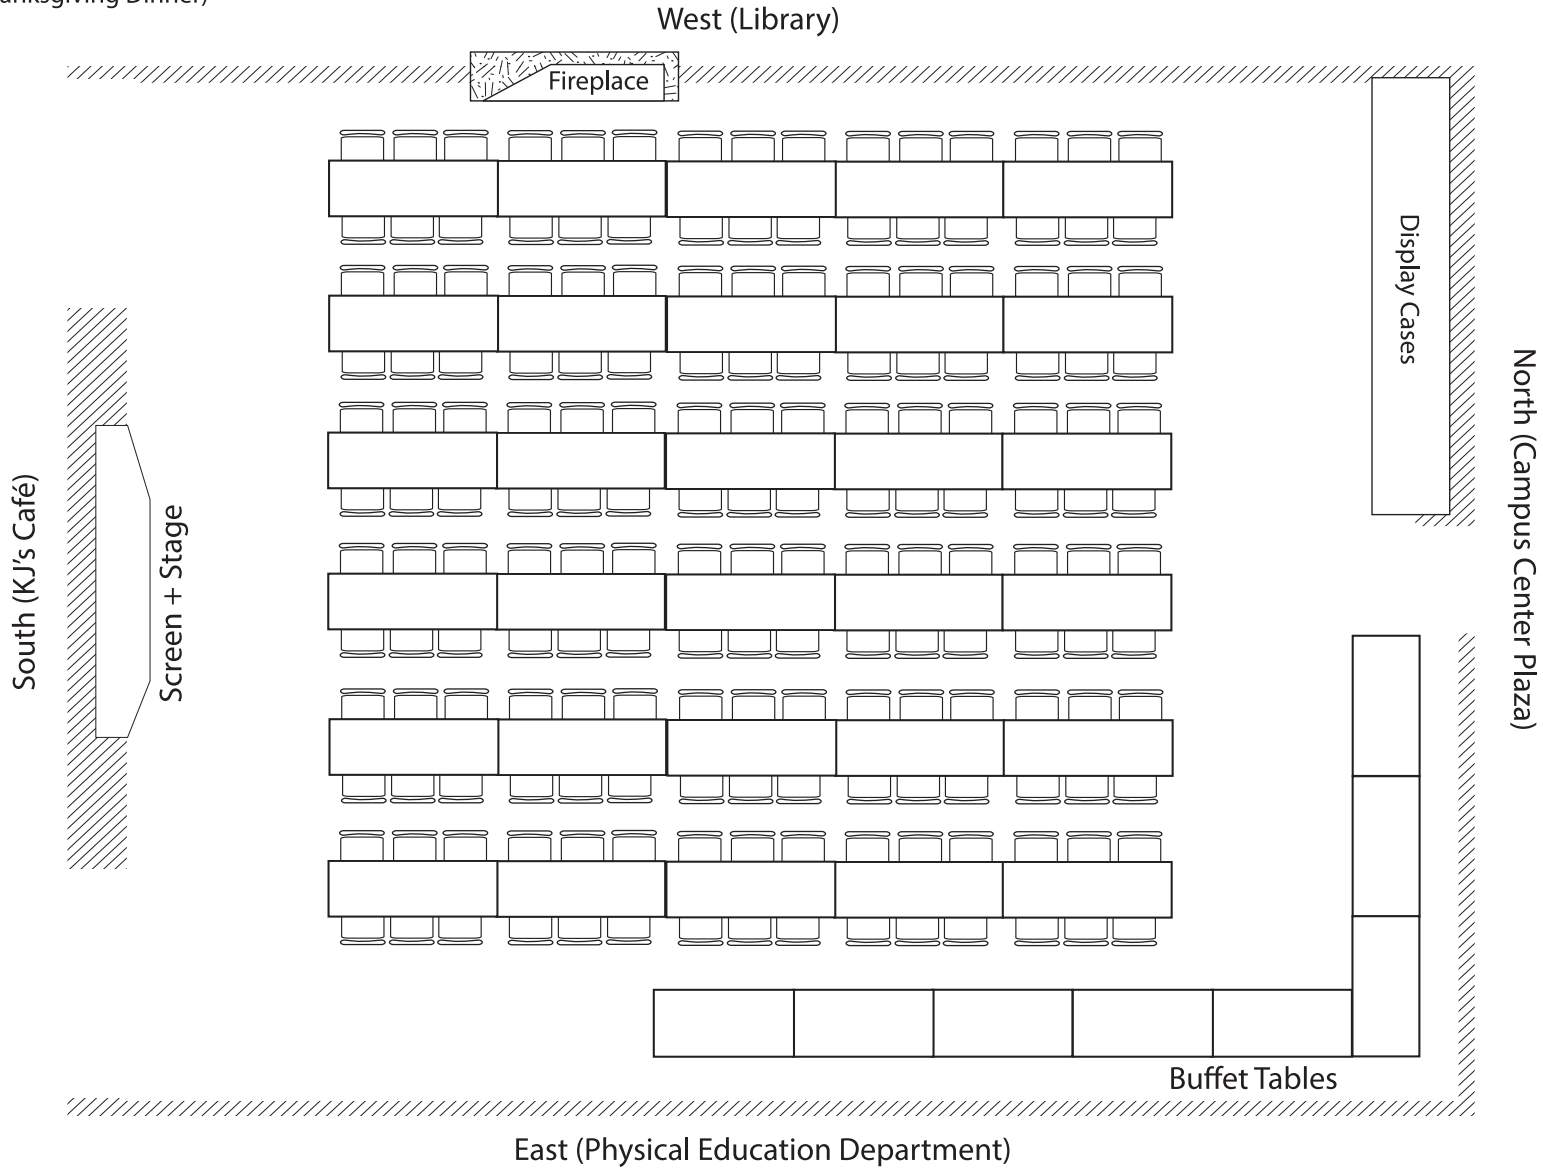 Dinner)
West (Library)
Fireplace
Display Cases
North (Campus Center Plaza)
South (KJ's Café)
Screen + Stage
Buffet Tables
East (Physical Education Department)